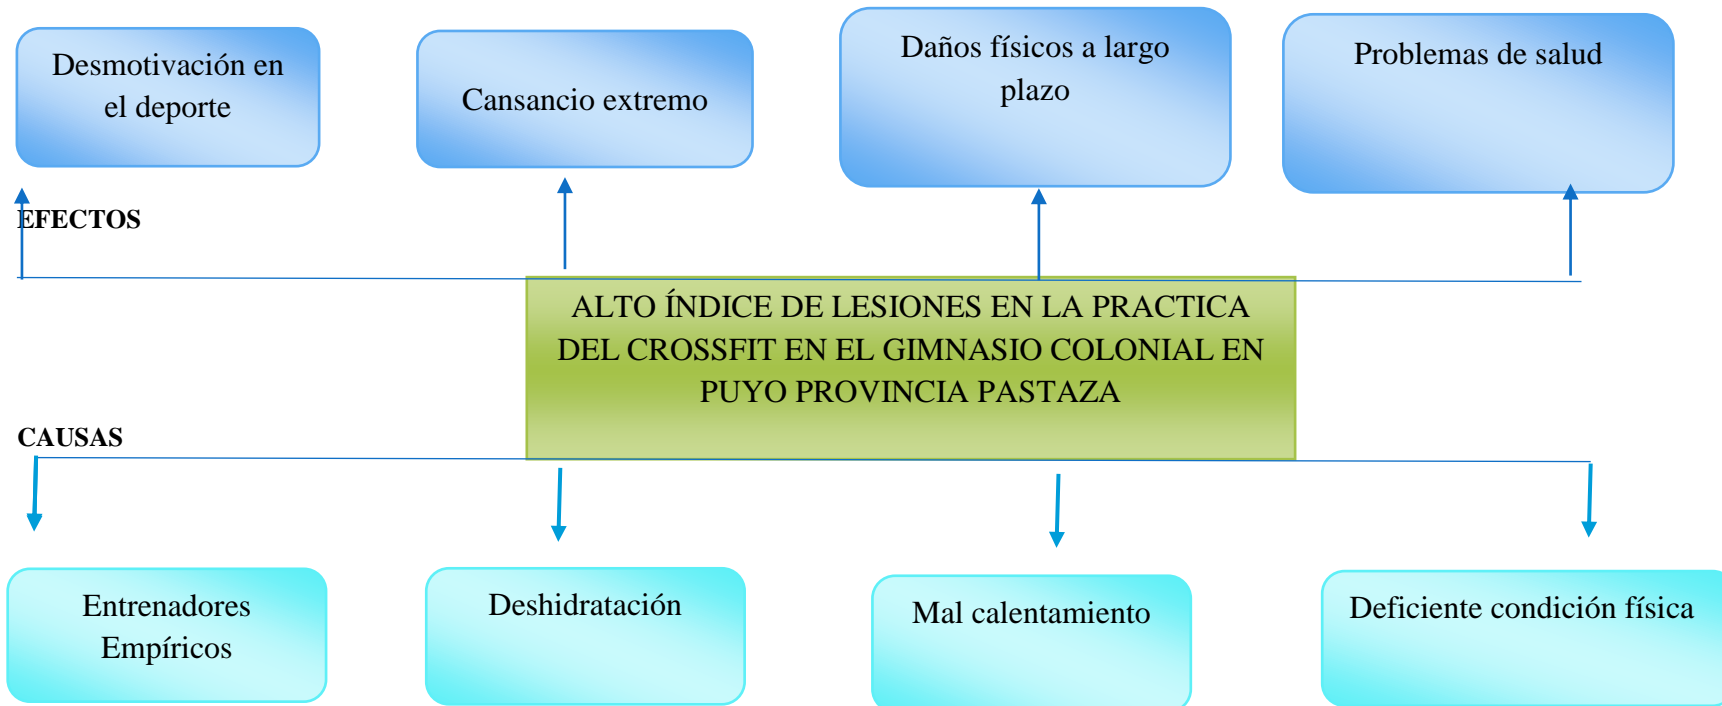 Desmotivación en
el deporte
Cansancio extremo
Daños físicos a largo
plazo
Problemas de salud
EFECTOS
ALTO ÍNDICE DE LESIONES EN LA PRACTICA
DEL CROSSFIT EN EL GIMNASIO COLONIAL EN
PUYO PROVINCIA PASTAZA
CAUSAS
Entrenadores
Empíricos
Deshidratación
Mal calentamiento
Deficiente condición física